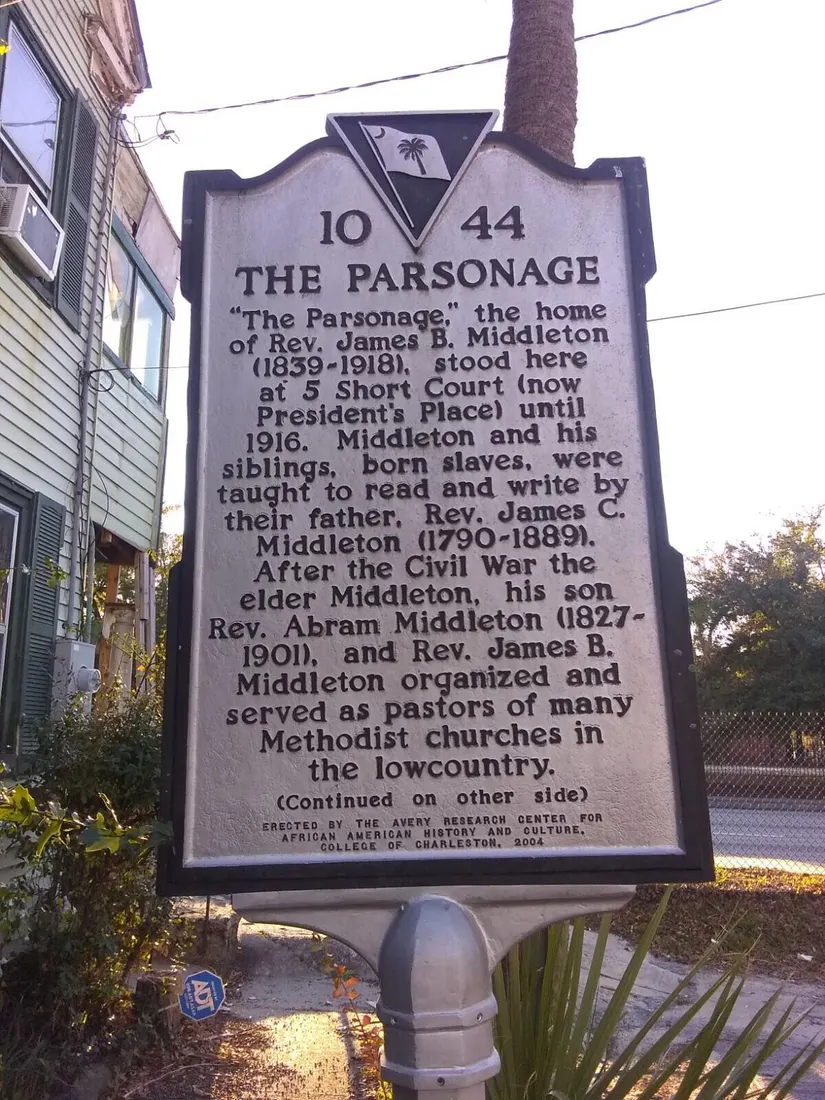 10 44
THE PARSONAGE
"The Parsonage," the home
of Rev. James B. Middleton
(1839-1918), stood here
at 5 Short Court (now
President's Place) until
1916. Middleton and his
siblings, born slaves, were
taught to read and write by
their father, Rev. James C.
Middleton (1790-1889).
After the Civil War the
elder Middleton, his son
Rev. Abram Middleton (1827-
1901), and Rev. James B.
Middleton organized and
served as pastors of many
Methodist churches in
the lowcountry.
(Continued on other side)
ERECTED BY THE AVERY RESEARCH CENTER FOR
AFRICAN AMERICAN HISTORY AND CULTURE,
COLLEGE OF CHARLESTON, 2004
ADT